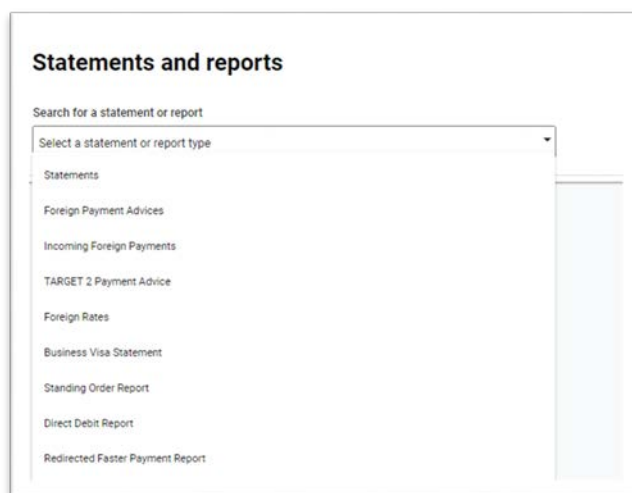 Statements and reports
Search for a statement or report
Select a statement or report type
Statements
Foreign Payment Advices
Incoming Foreign Payments
TARGET 2 Payment Advice
Foreign Rates
Business Visa Statement
Standing Order Report
Direct Debit Report
Redirected Faster Payment Report